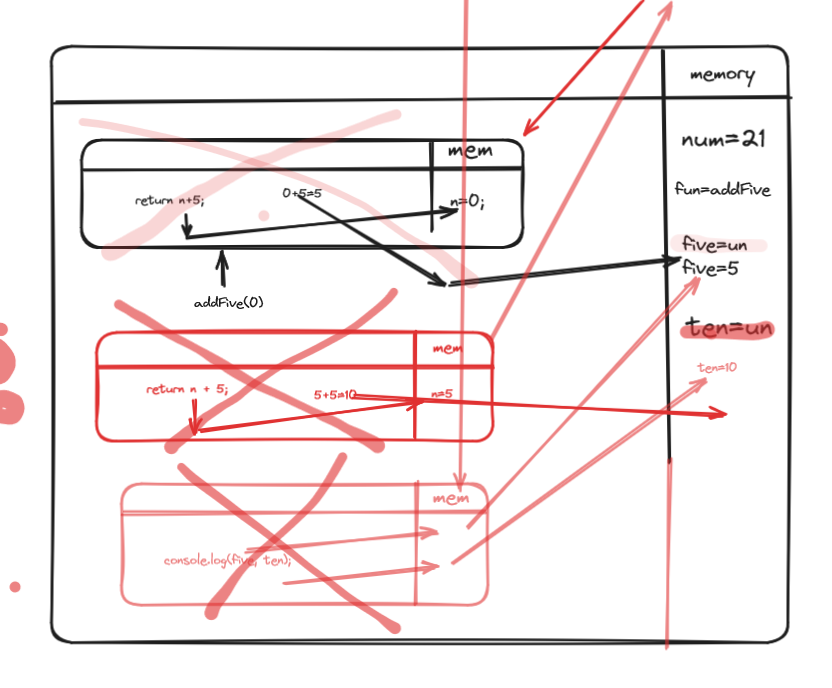 memory
num=21
fun=addFive
five=un
five=5
ten=un
ten=10
mem
return n+5;
0+5=5
n=0;
addFive(0)
mem
return n + 5;
5+5=10
n=5
mem
console.log(five, ten);